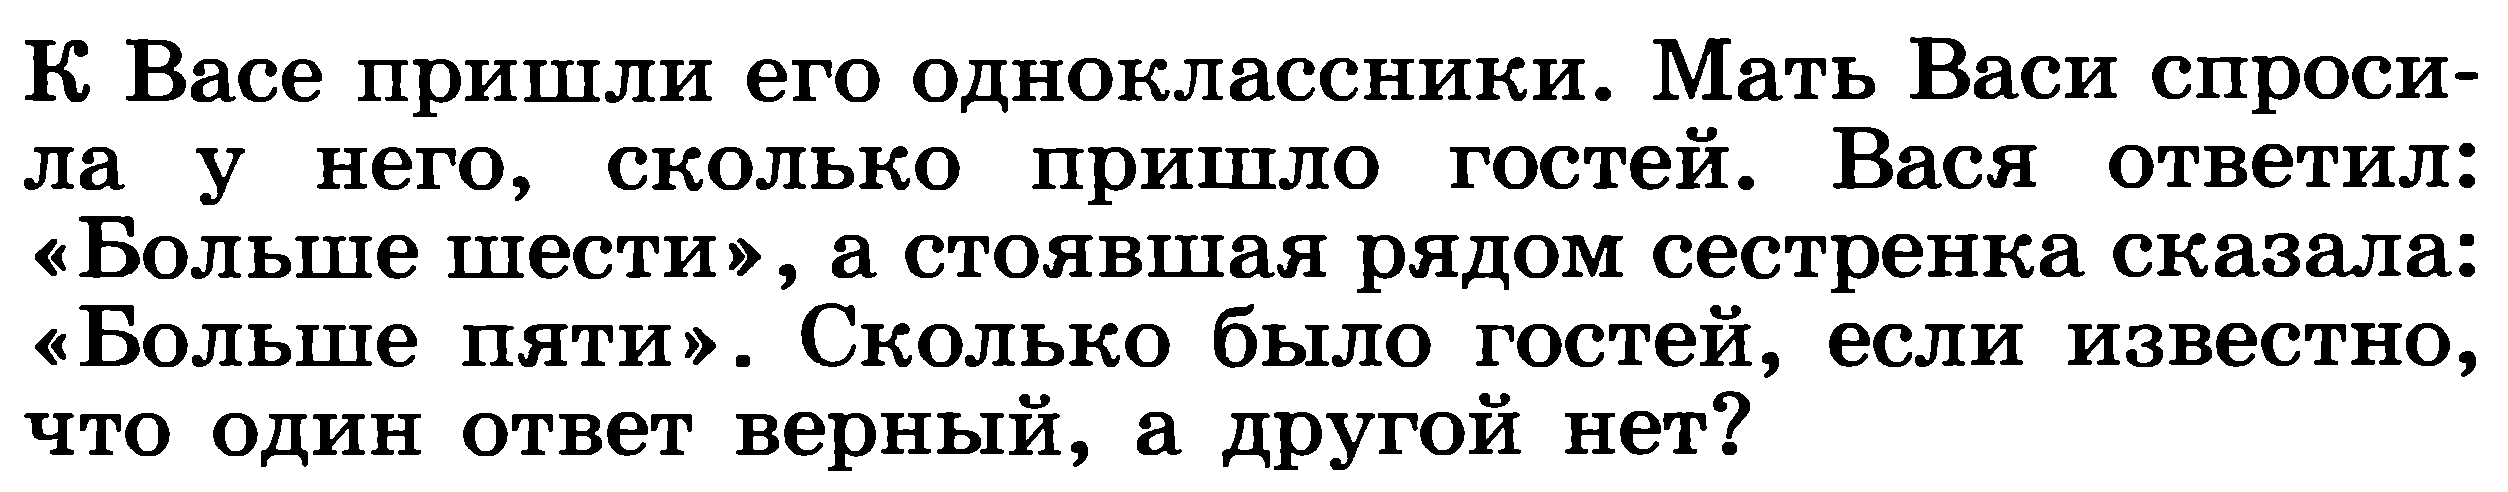 К Васе пришли его одноклассники. Мать Васи спроси-
ла у него, сколько пришло гостей. Вася ответил:
«Больше шести», а стоявшая рядом сестренка сказала:
«Больше пяти». Сколько было гостей, если известно,
что один ответ верный, а другой нет?